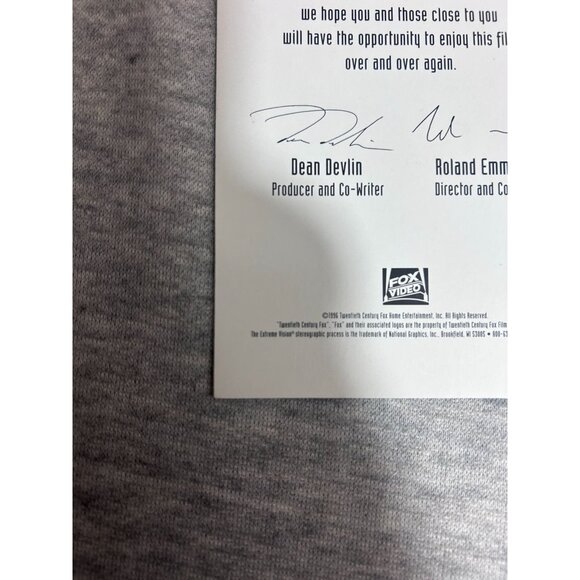 we hope you and those close to you
will have the opportunity to enjoy this fil
over and over again.
Dean Devlin
Producer and Co-Writer
Roland Emm
Director and Co
FOX
VIDEO
©1996 Twentieth Century Fox Home Entertainment, Inc. All Rights Reserved.
"Twentieth Century Fox", "Fox" and their associated logos are the property of Twentieth Century Fox Film
The Extreme Vision® stereographic process is the trademark of National Graphics, Inc., Brookfield, WI 53005 • 600-63